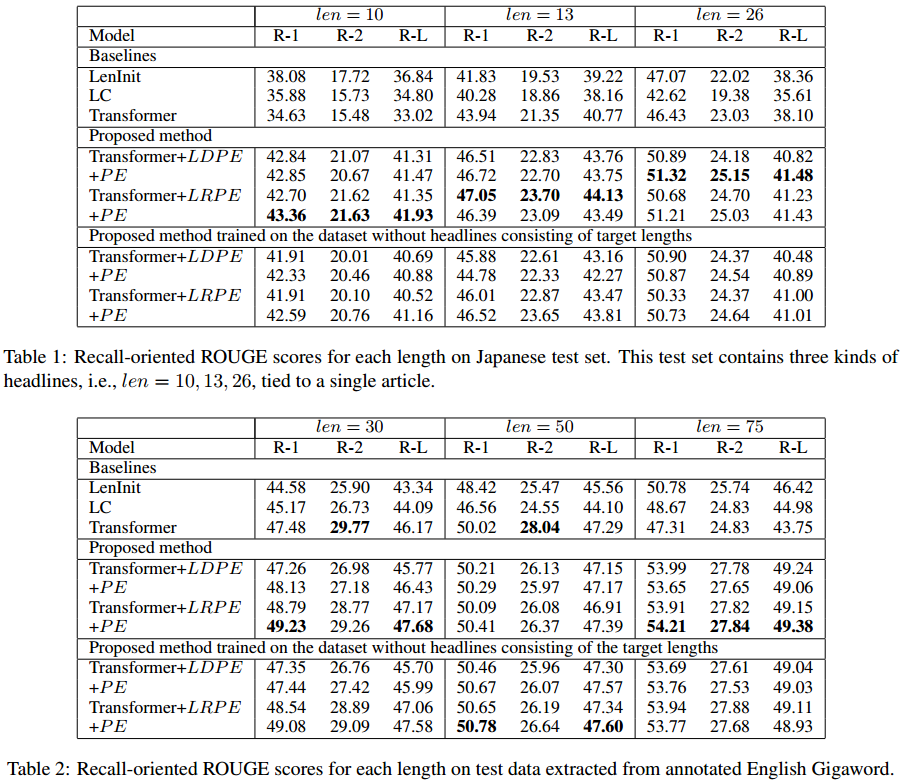 len = 10 len = 13 len = 26
Model R-1 R-2 R-L R-1 R-2 R-L R-1 R-2 R-L
Baselines
LenInit 38.08 17.72 36.84 41.83 19.53 39.22 47.07 22.02 38.36
LC 35.88 15.73 34.80 40.28 18.86 38.16 42.62 19.38 35.61
Transformer 34.63 15.48 33.02 43.94 21.35 40.77 46.43 23.03 38.10
Proposed method
Transformer+LDPE 42.84 21.07 41.31 46.51 22.83 43.76 50.89 24.18 40.82
+PE 42.85 20.67 41.47 46.72 22.70 43.75 51.32 25.15 41.48
Transformer+LRPE 42.70 21.62 41.35 47.05 23.70 44.13 50.68 24.70 41.23
+PE 43.36 21.63 41.93 46.39 23.09 43.49 51.21 25.03 41.43
Proposed method trained on the dataset without headlines consisting of target lengths
Transformer+LDPE 41.91 20.01 40.69 45.88 22.61 43.16 50.90 24.37 40.48
+PE 42.33 20.46 40.88 44.78 22.33 42.27 50.87 24.54 40.89
Transformer+LRPE 41.91 20.10 40.52 46.01 22.87 43.47 50.33 24.37 41.00
+PE 42.59 20.76 41.16 46.52 23.65 43.81 50.73 24.64 41.01
Table 1: Recall-oriented ROUGE scores for each length on Japanese test set. This test set contains three kinds of
headlines, i.e., len = 10, 13, 26, tied to a single article.
len = 30 len = 50 len = 75
Model R-1 R-2 R-L R-1 R-2 R-L R-1 R-2 R-L
Baselines
LenInit 44.58 25.90 43.34 48.42 25.47 45.56 50.78 25.74 46.42
LC 45.17 26.73 44.09 46.56 24.55 44.10 48.67 24.83 44.98
Transformer 47.48 29.77 46.17 50.02 28.04 47.29 47.31 24.83 43.75
Proposed method
Transformer+LDPE 47.26 26.98 45.77 50.21 26.13 47.15 53.99 27.78 49.24
+PE 48.13 27.18 46.43 50.29 25.97 47.17 53.65 27.65 49.06
Transformer+LRPE 48.79 28.77 47.17 50.09 26.08 46.91 53.91 27.82 49.15
+PE 49.23 29.26 47.68 50.41 26.37 47.39 54.21 27.84 49.38
Proposed method trained on the dataset without headlines consisting of the target lengths
Transformer+LDPE 47.35 26.76 45.70 50.46 25.96 47.30 53.69 27.61 49.04
+PE 47.44 27.42 45.99 50.67 26.07 47.57 53.76 27.53 49.03
Transformer+LRPE 48.54 28.89 47.06 50.65 26.19 47.34 53.94 27.88 49.11
+PE 49.08 29.09 47.58 50.78 26.64 47.60 53.77 27.68 48.93
Table 2: Recall-oriented ROUGE scores for each length on test data extracted from annotated English Gigaword.